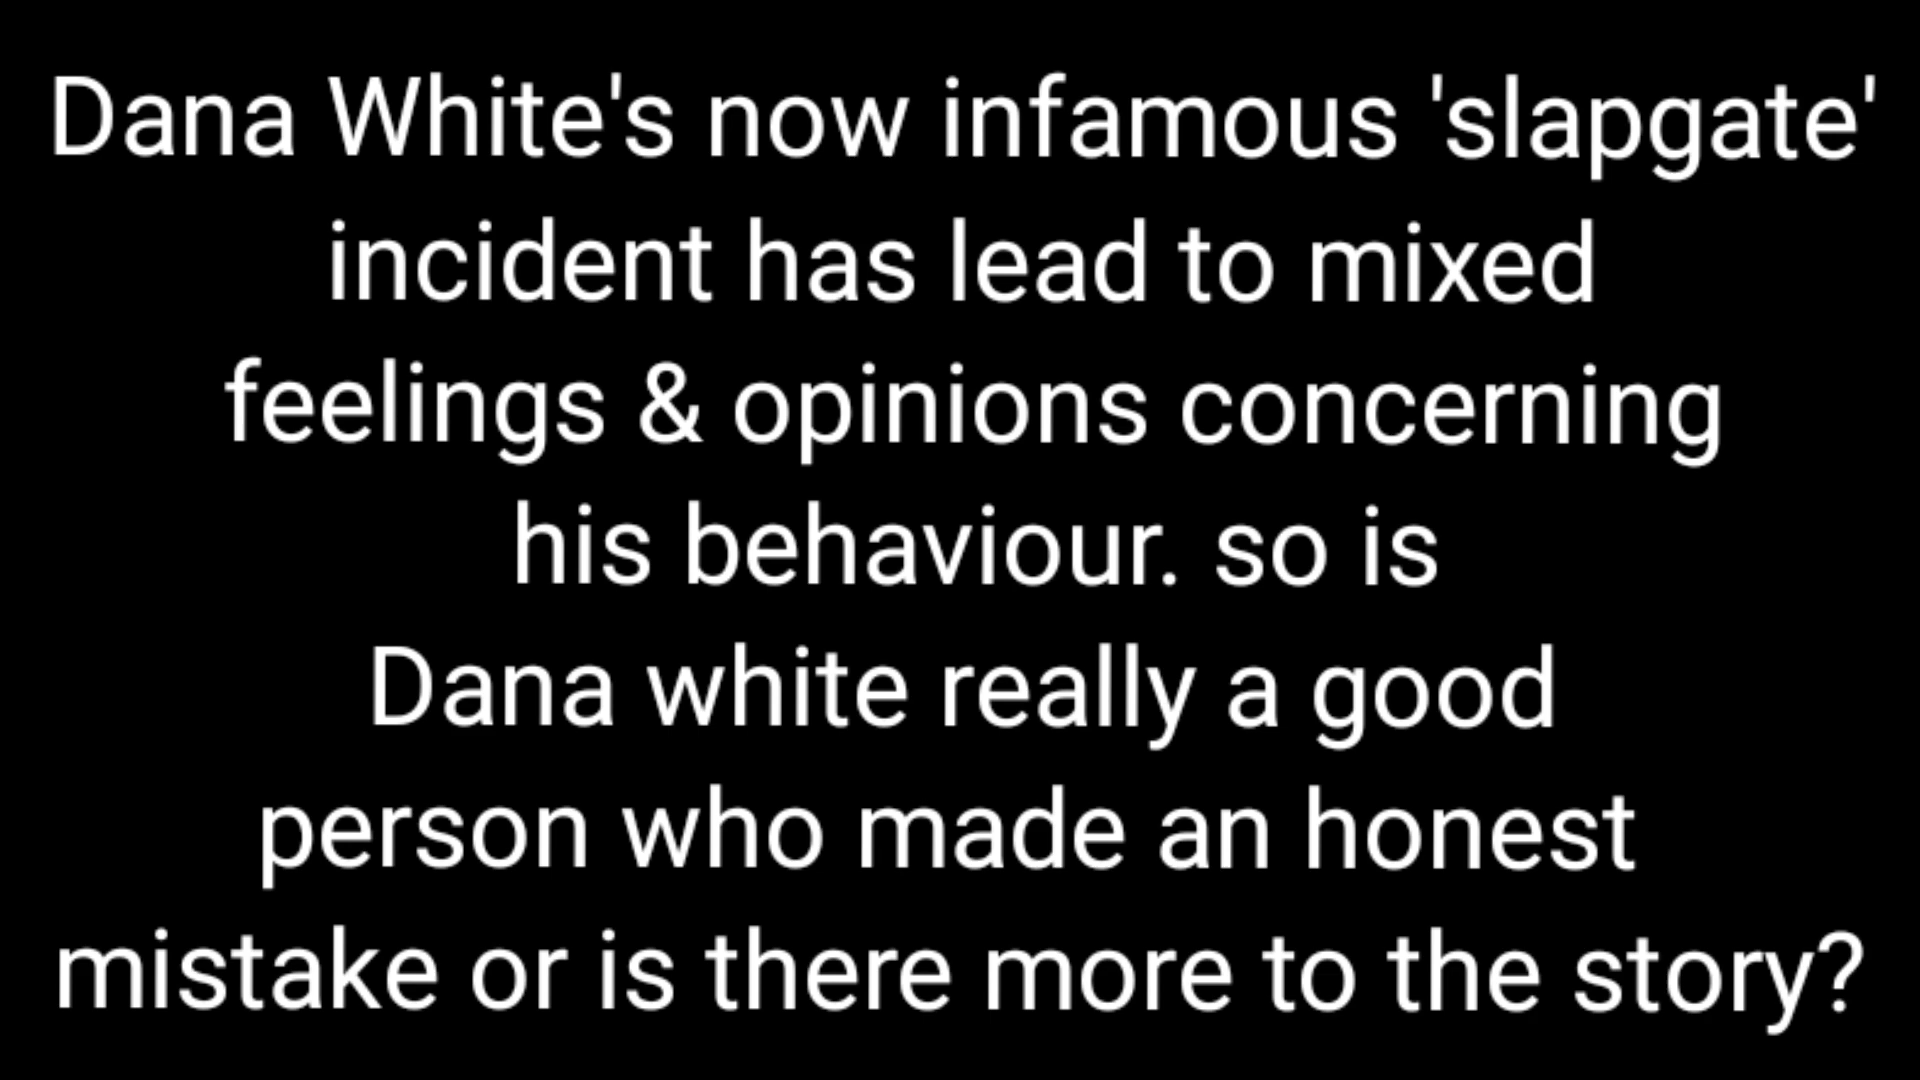 Dana White's now infamous 'slapgate'
incident has lead to mixed
feelings & opinions concerning
his behaviour. so is
Dana white really a good
person who made an honest
mistake or is there more to the story?